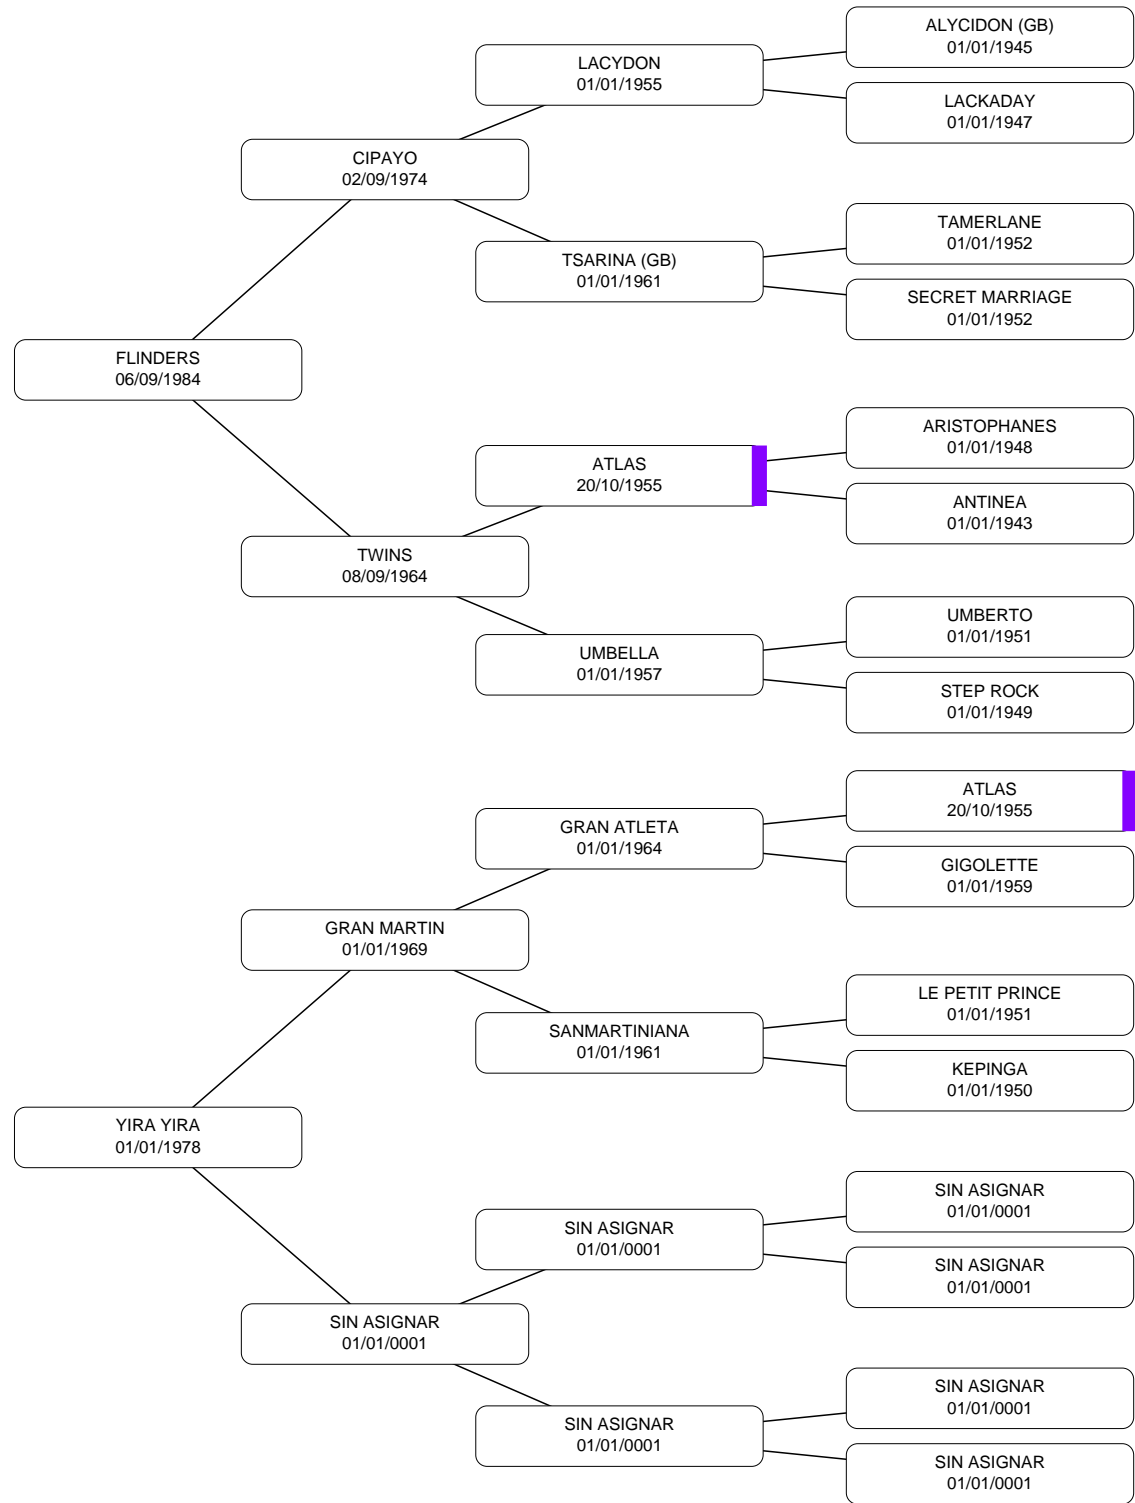 ALYCIDON (GB)
01/01/1945
LACYDON
01/01/1955
LACKADAY
01/01/1947
CIPAYO
02/09/1974
TAMERLANE
01/01/1952
TSARINA (GB)
01/01/1961
SECRET MARRIAGE
01/01/1952
FLINDERS
06/09/1984
ARISTOPHANES
01/01/1948
ATLAS
20/10/1955
ANTINEA
01/01/1943
TWINS
08/09/1964
UMBERTO
01/01/1951
UMBELLA
01/01/1957
STEP ROCK
01/01/1949
ATLAS
20/10/1955
GRAN ATLETA
01/01/1964
GIGOLETTE
01/01/1959
GRAN MARTIN
01/01/1969
LE PETIT PRINCE
01/01/1951
SANMARTINIANA
01/01/1961
KEPINGA
01/01/1950
YIRA YIRA
01/01/1978
SIN ASIGNAR
01/01/0001
SIN ASIGNAR
01/01/0001
SIN ASIGNAR
01/01/0001
SIN ASIGNAR
01/01/0001
SIN ASIGNAR
01/01/0001
SIN ASIGNAR
01/01/0001
SIN ASIGNAR
01/01/0001